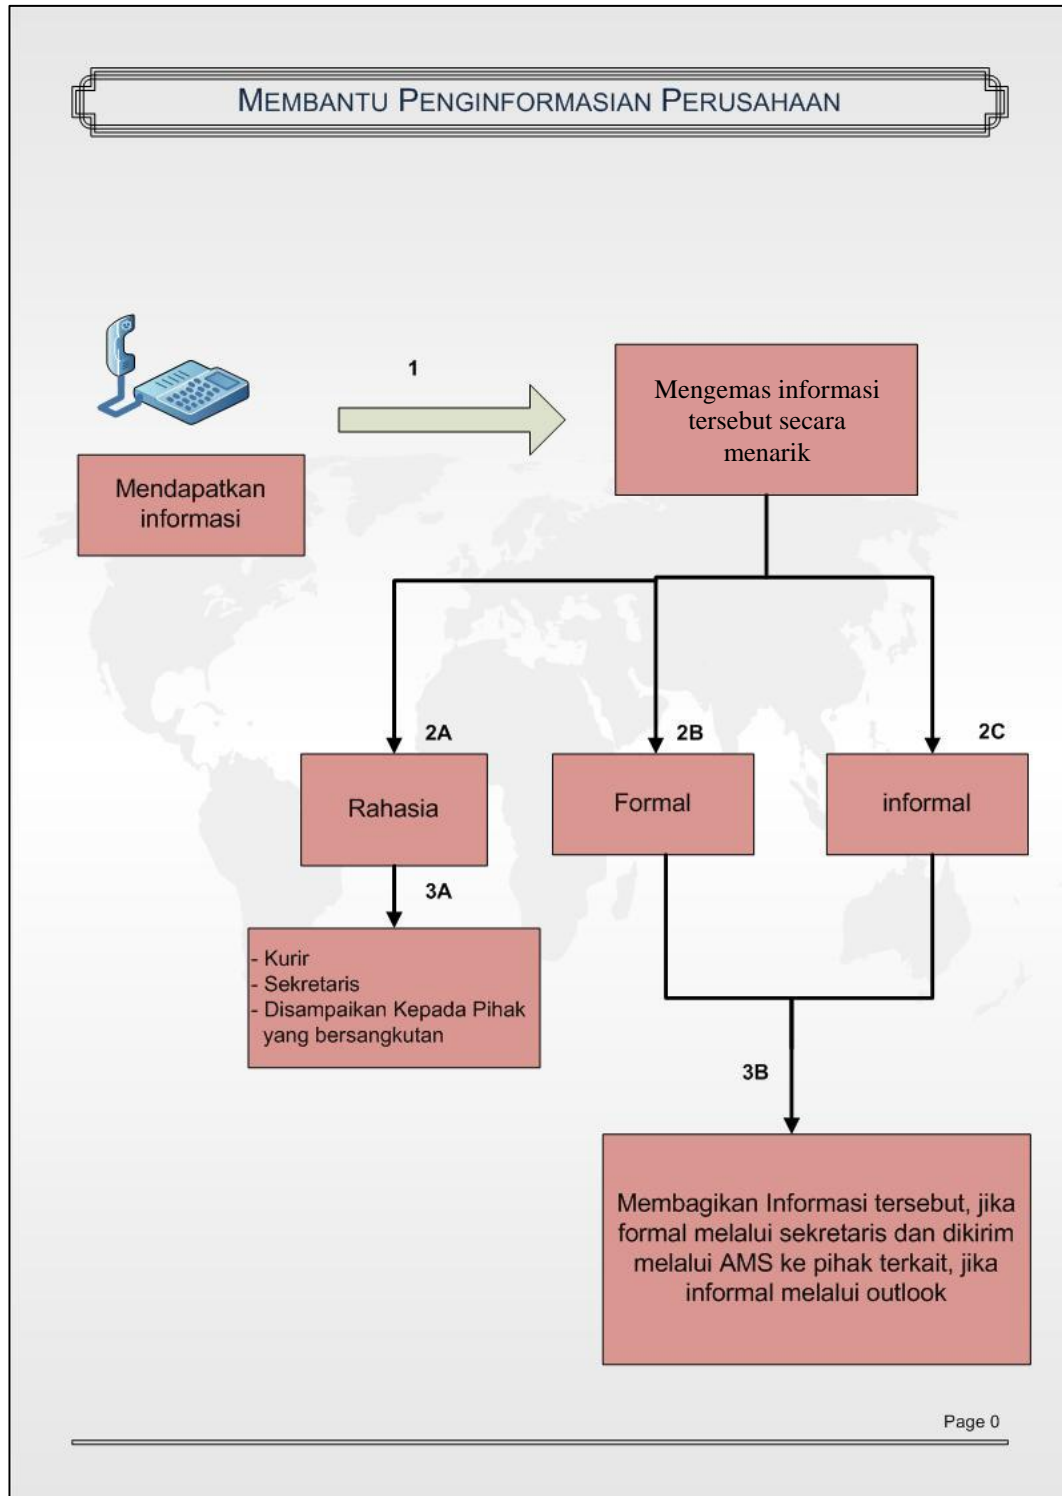 MEMBANTU PENGINFORMASIAN PERUSAHAAN
1
Mendapatkan
informasi
Mengemas informasi
tersebut secara
menarik
2A
2B
2C
Rahasia
Formal
informal
3A
- Kurir
- Sekretaris
- Disampaikan Kepada Pihak
yang bersangkutan
3B
Membagikan Informasi tersebut, jika
formal melalui sekretaris dan dikirim
melalui AMS ke pihak terkait, jika
informal melalui outlook
Page 0